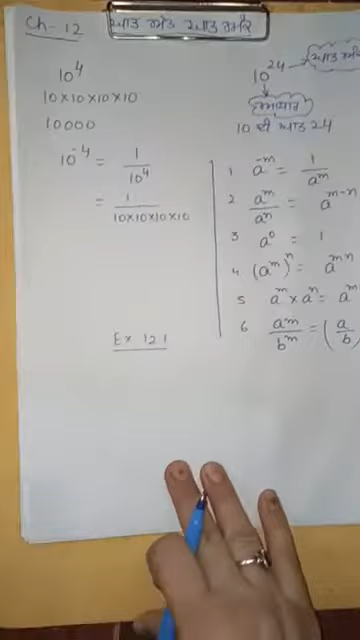 Ch - 12
ਘਾਤ ਅਤੇ ਘਾਤ ਅੰਕ
10⁴
10×10×10×10
10000
10⁻⁴ = 1/10⁴
= 1/10×10×10×10
Ex 12.1
10²⁴ → ਘਾਤ ਅੰਕ
ਆਧਾਰ
10 ਦੀ ਘਾਤ 24
1 a⁻ᵐ = 1/aᵐ
2 aᵐ/aⁿ = aᵐ⁻ⁿ
3 a⁰ = 1
4 (aᵐ)ⁿ = aᵐⁿ
5 aᵐ × aⁿ = aᵐ
6 aᵐ/bᵐ = (a/b)